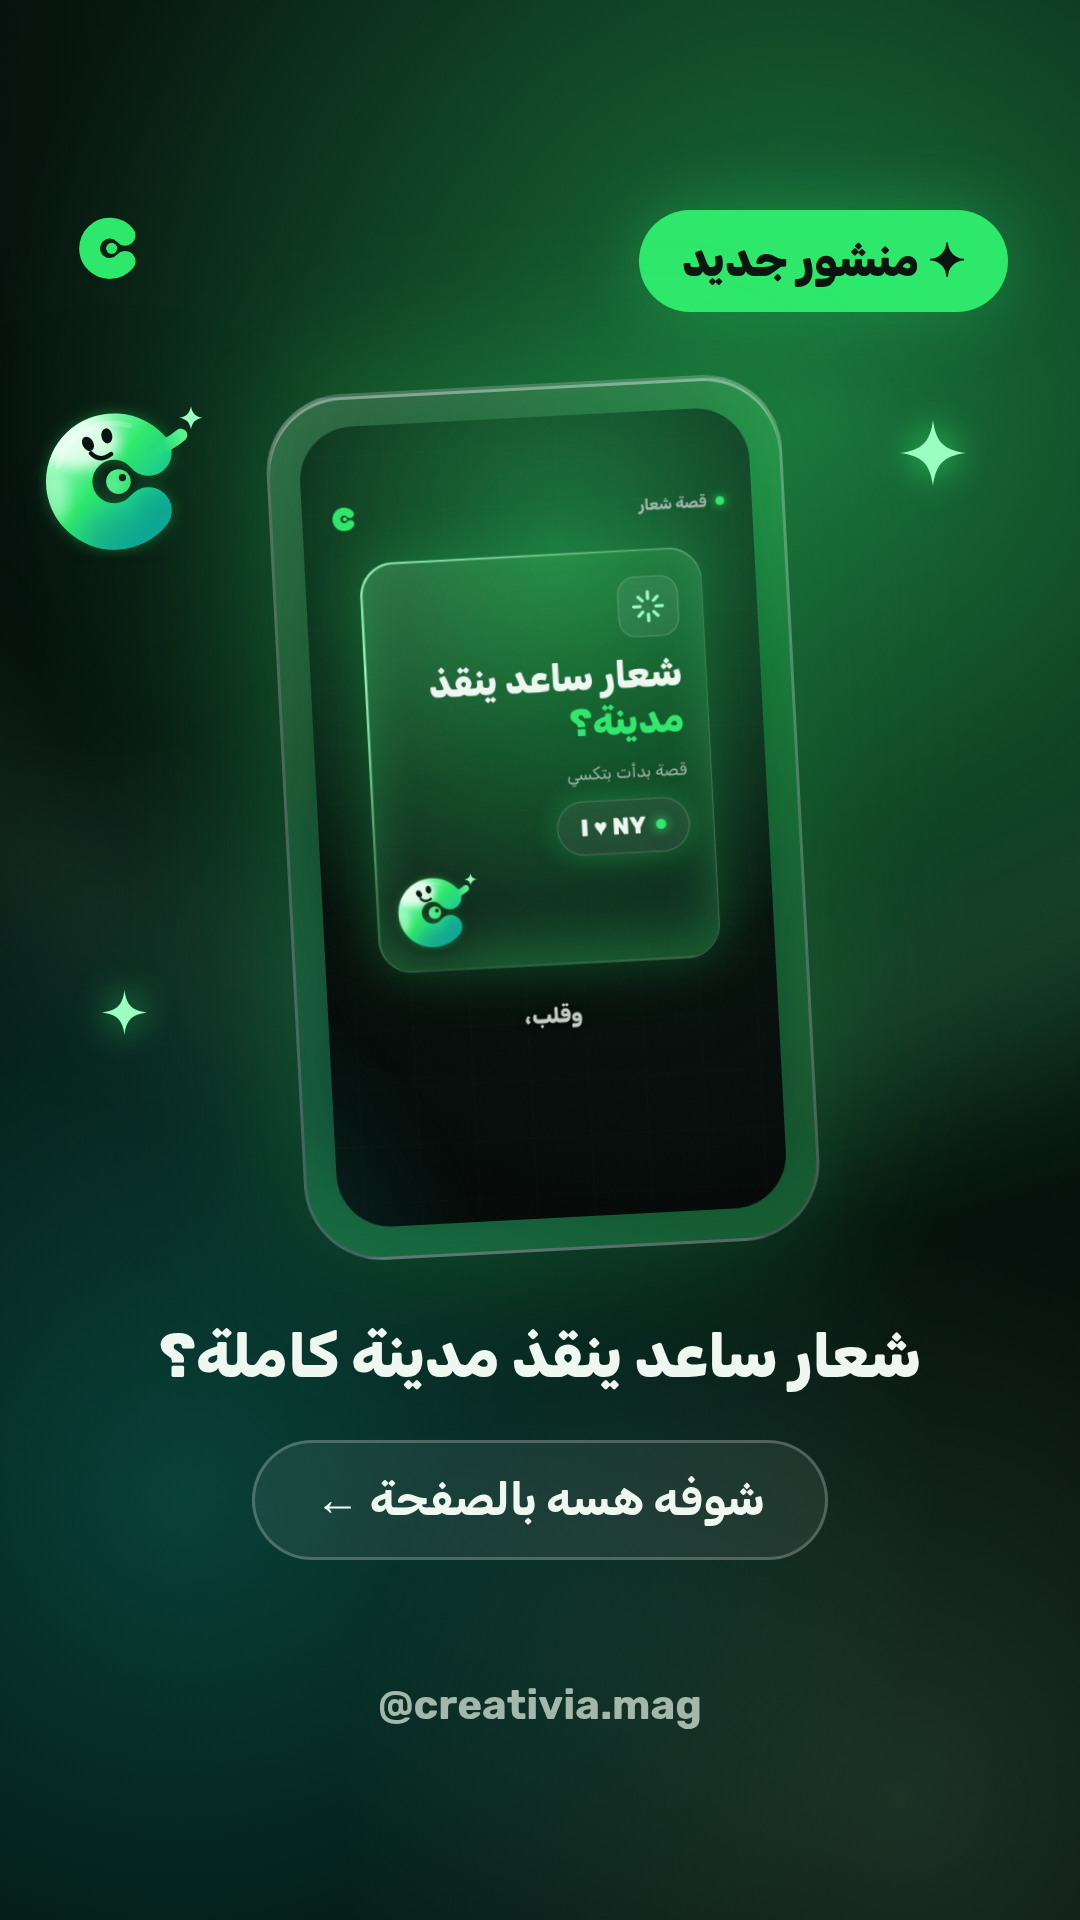 ✦ منشور جديد
قصة شعار
شعار ساعد ينقذ
مدينة؟
قصة بدأت بتكسي
I ♥ NY
وقلب،
شعار ساعد ينقذ مدينة كاملة؟
شوفه هسه بالصفحة ←
@creativia.mag